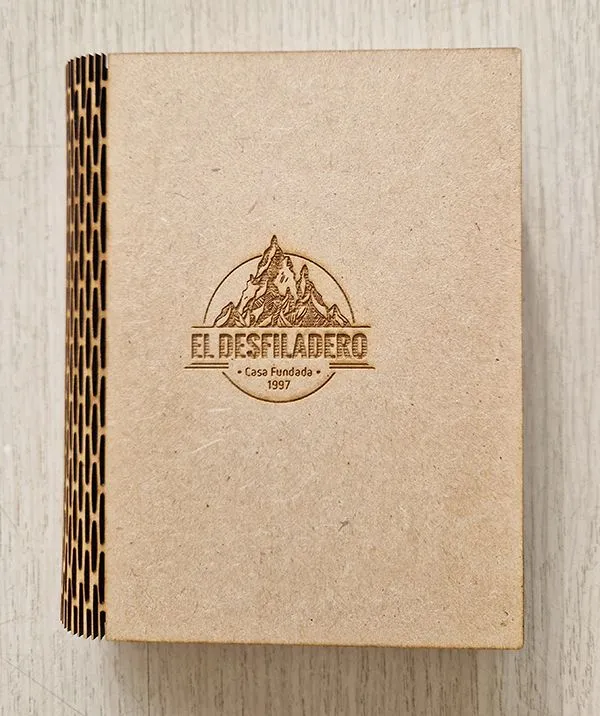 EL DESFILADERO
• Casa Fundada •
1997